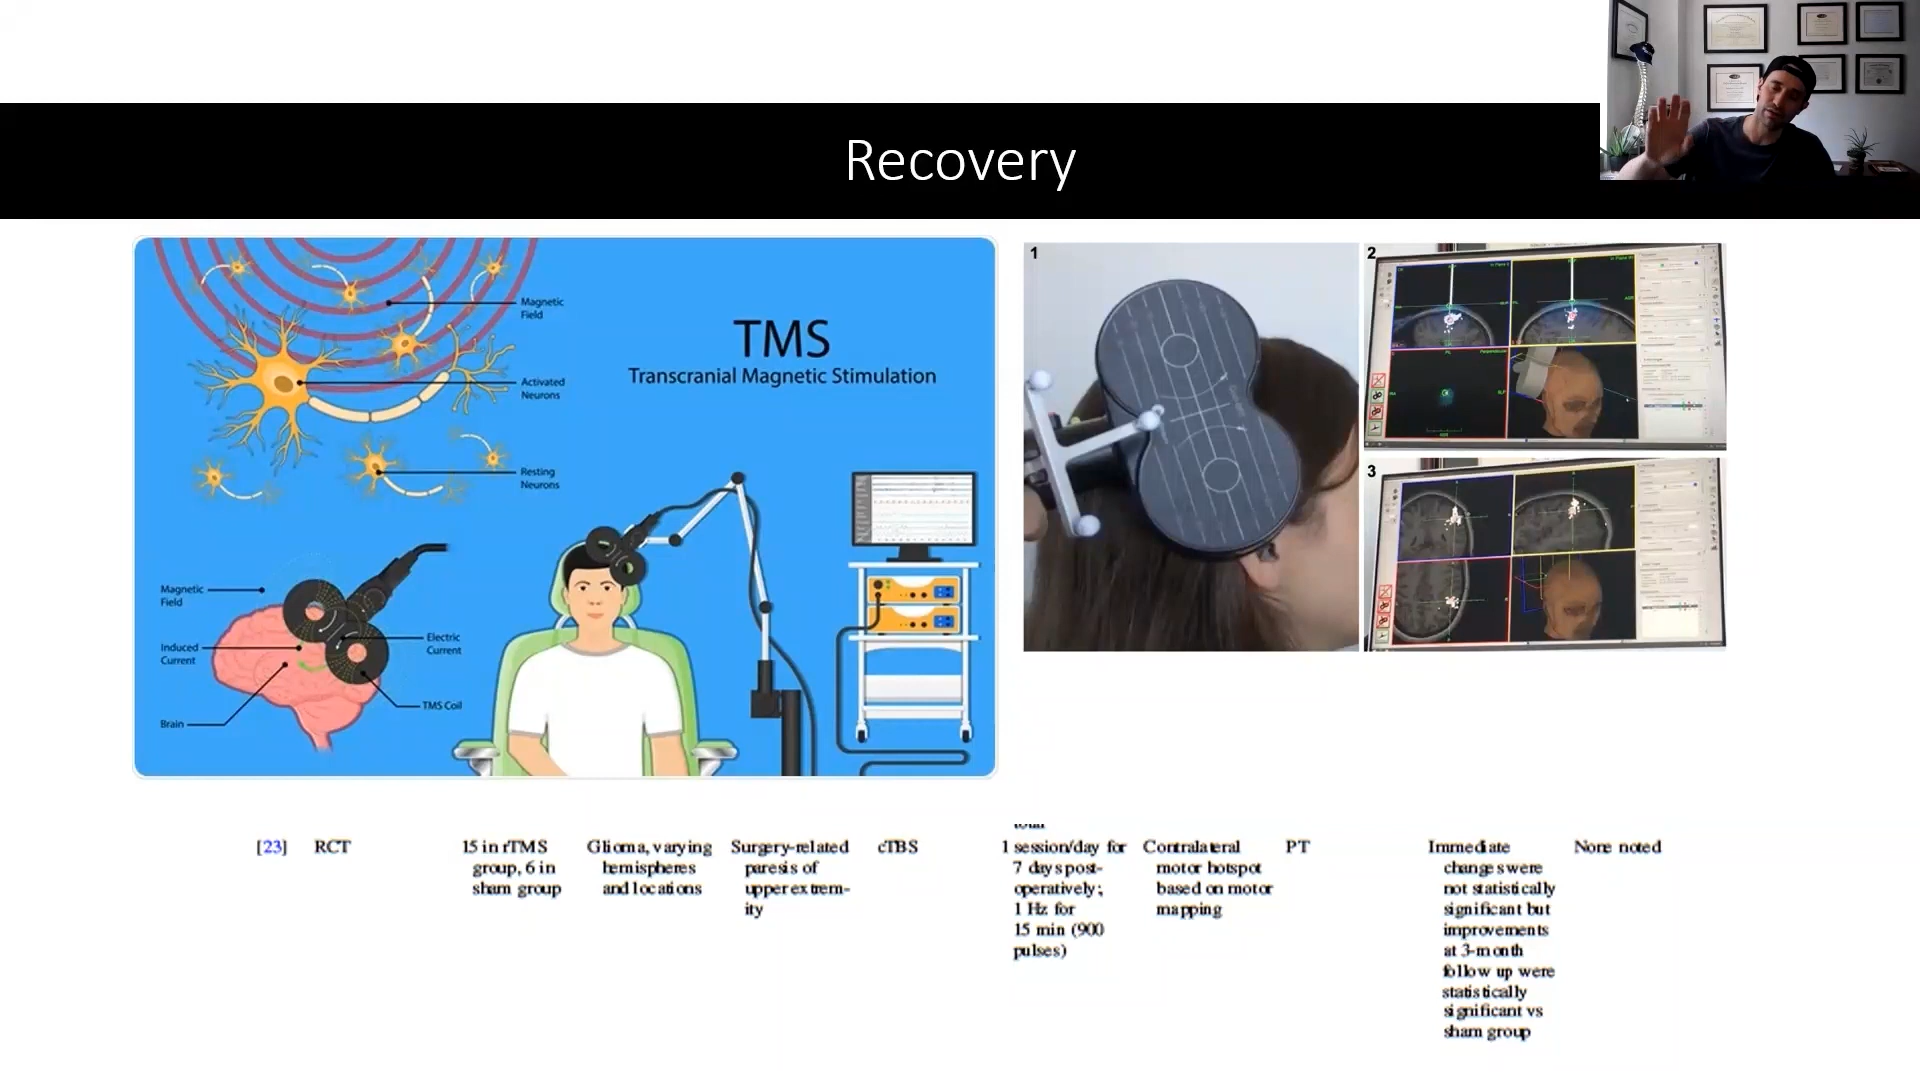 Recovery
Magnetic
Field
TMS
Transcranial Magnetic Stimulation
Activated
Neurons
Resting
Neurons
Magnetic
Field
Induced
Current
Electric
Current
TMS Coil
Brain
1
2
3
[23]
RCT
15 in rTMS
group, 6 in
sham group
Glioma, varying
hemispheres
and locations
Surgery-related
paresis of
upper extrem-
ity
cTBS
total
1 session/day for
7 days post-
operatively;
1 Hz for
15 min (900
pulses)
Contralateral
motor hotspot
based on motor
mapping
PT
Immediate
changes were
not statistically
significant but
improvements
at 3-month
follow up were
statistically
significant vs
sham group
None noted